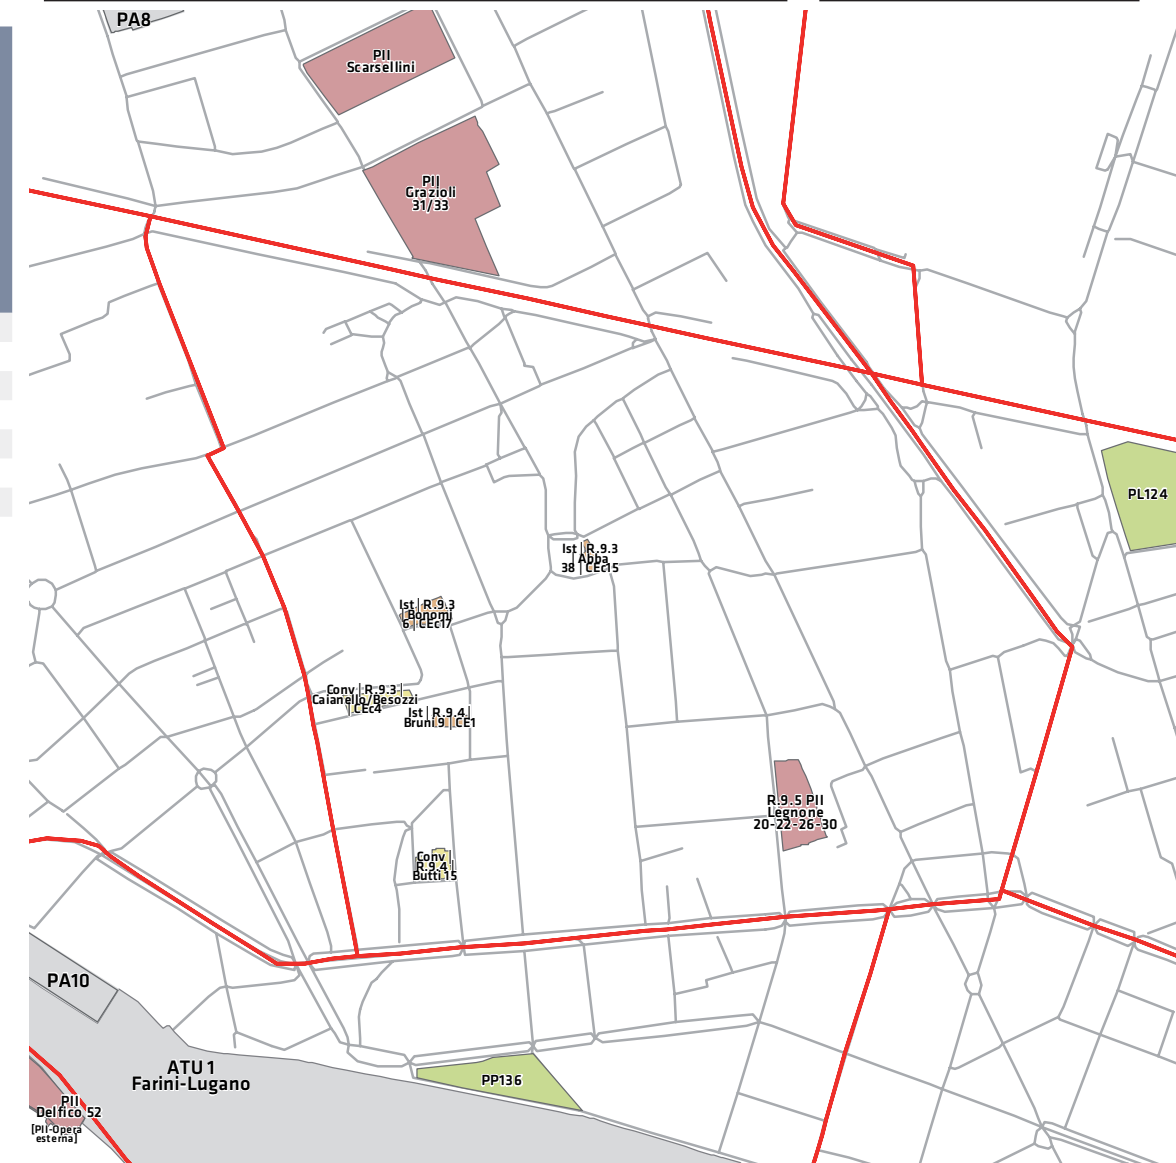 PA8
PII
Scarsellini
PII
Grazioli
31/33
PL124
Ist | R.9.3
Abba
38 | CEc15
Ist | R.9.3
Bonomi
6 | CEc17
Conv | R.9.3 |
Caianello/Besozzi
CEc4
Ist | R.9.4 |
Bruni 9 | CE1
R.9.5 PII
Legnone
20-22-26-30
Conv
R.9.4
Butti 15
PA10
ATU 1
Farini-Lugano
PP136
PII
Delfico 52
[PII-Opera
esterna]